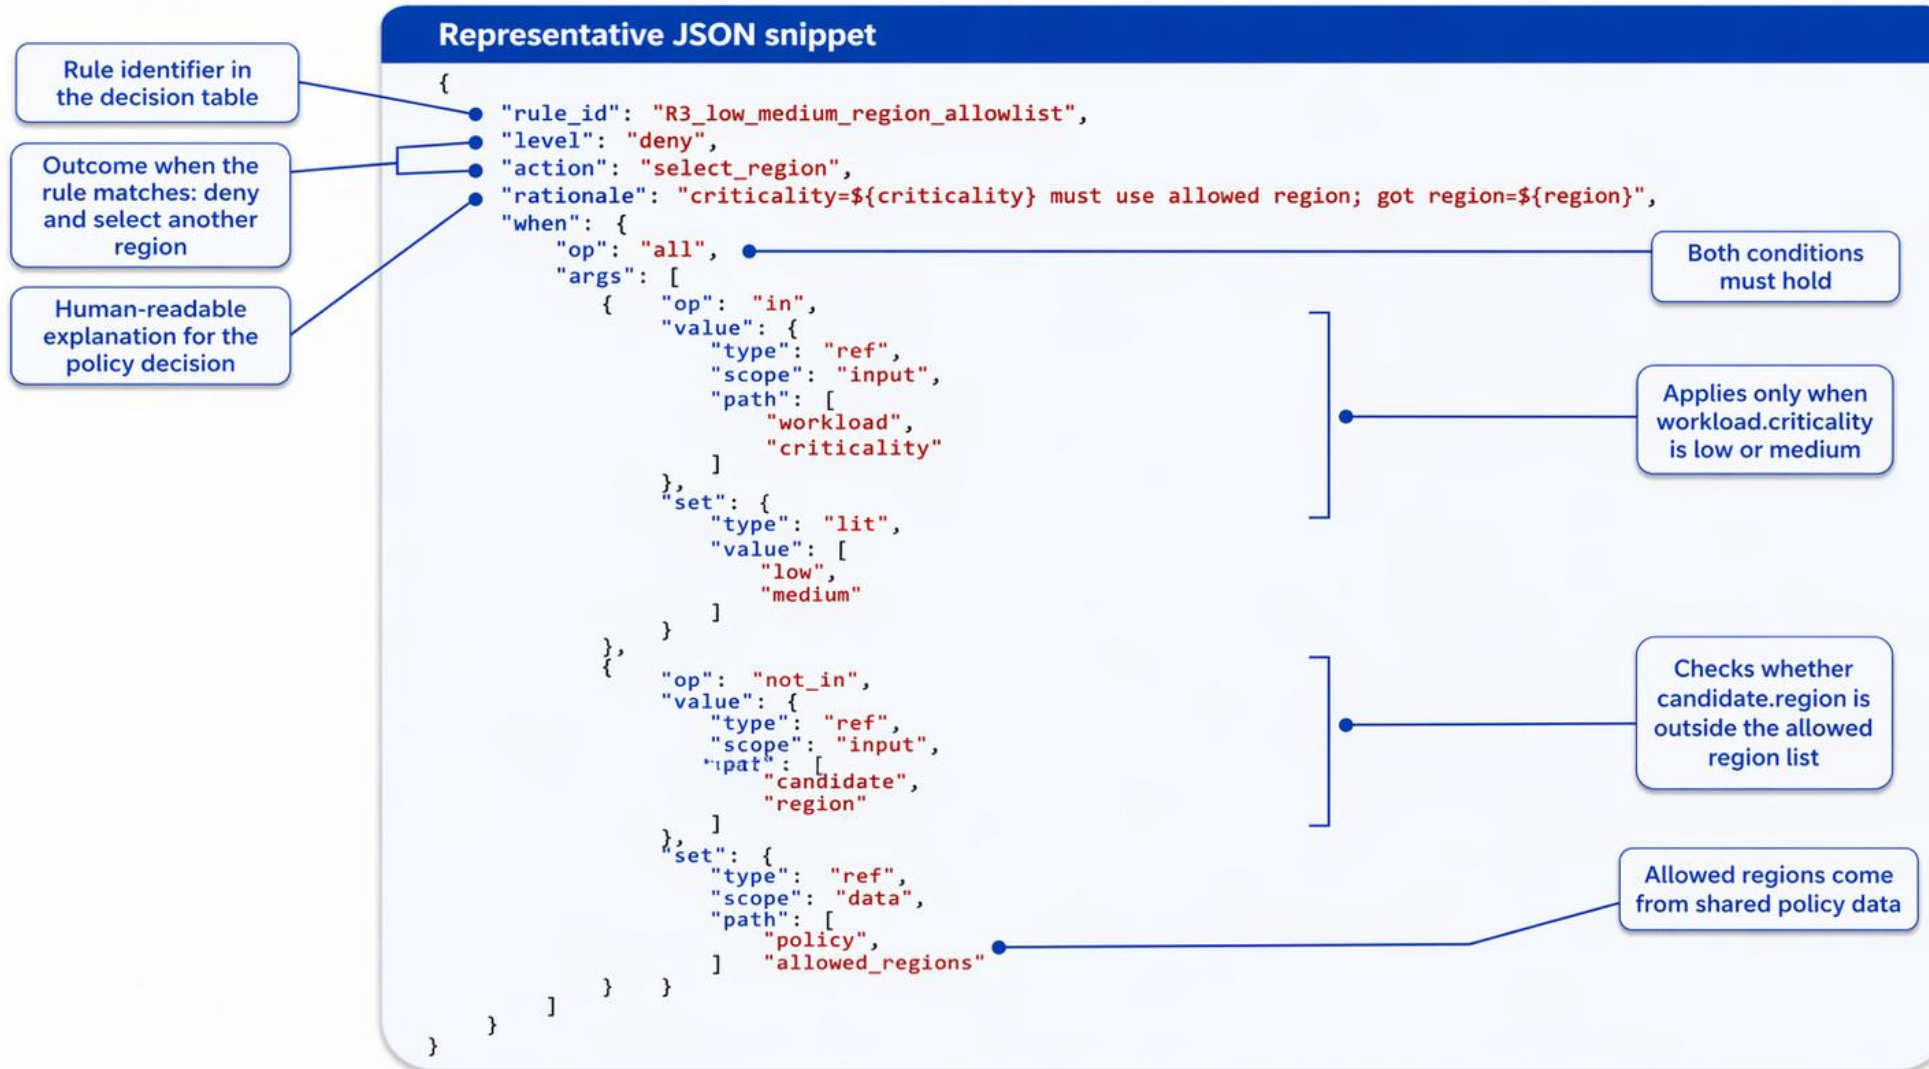 Representative JSON snippet
Rule identifier in
the decision table
Outcome when the
rule matches: deny
and select another
region
Human-readable
explanation for the
policy decision
{
"rule_id": "R3_low_medium_region_allowlist",
"level": "deny",
"action": "select_region",
"rationale": "criticality=${criticality} must use allowed region; got region=${region}",
"when": {
"op": "all",
"args": [
{ "op": "in",
"value": {
"type": "ref",
"scope": "input",
"path": [
"workload",
"criticality"
]
},
"set": {
"type": "lit",
"value": [
"low",
"medium"
]
}
},
{
"op": "not_in",
"value": {
"type": "ref",
"scope": "input",
: [
"candidate",
"region"
]
},
"set": {
"type": "ref",
"scope": "data",
"path": [
"policy",
] "allowed_regions"
} }
]
}
}
Both conditions
must hold
Applies only when
workload.criticality
is low or medium
Checks whether
candidate.region is
outside the allowed
region list
Allowed regions come
from shared policy data